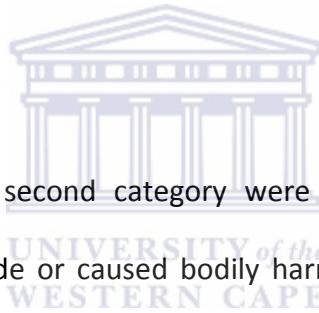 second category were
UNIVERSITY of the
de or caused bodily harm
WESTERN CAPE